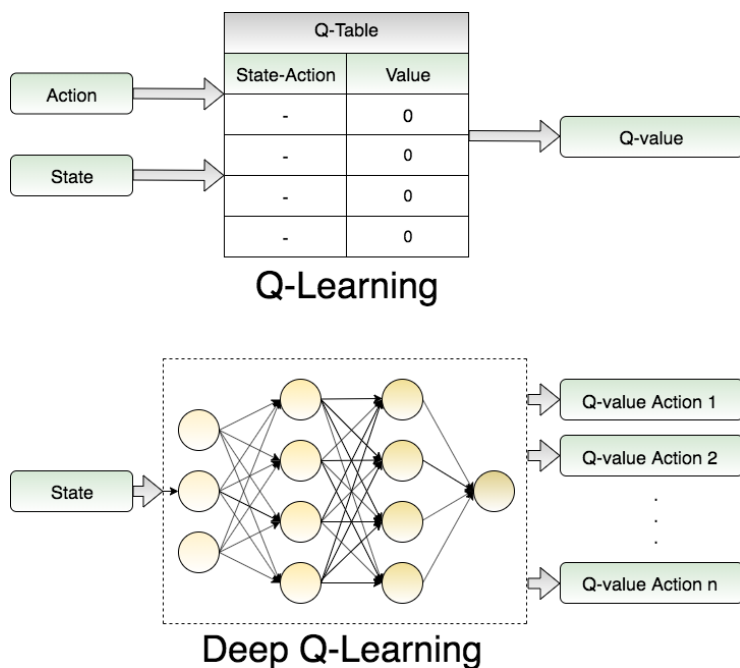 Q-Table
State-Action Value
Action
- 0
- 0
Q-value
State
- 0
- 0
Q-Learning
Q-value Action 1
Q-value Action 2
State
.
.
.
Q-value Action n
Deep Q-Learning